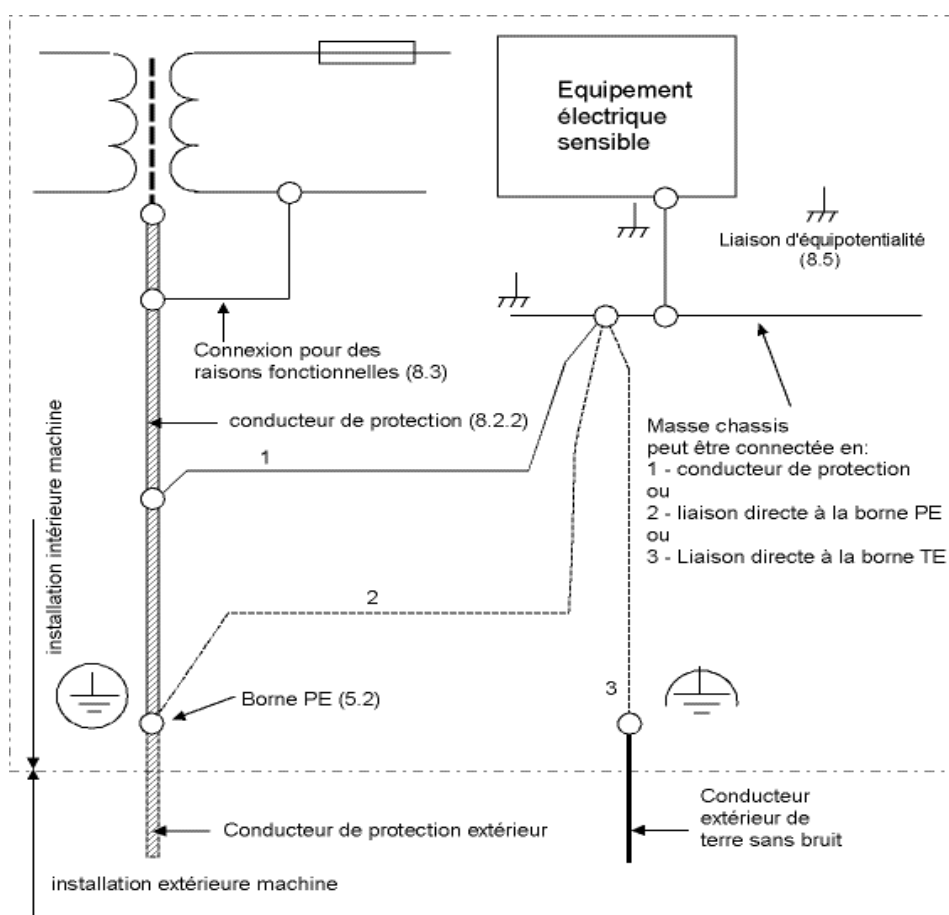 Equipement
électrique
sensible
Liaison d'équipotentialité
(8.5)
Connexion pour des
raisons fonctionnelles (8.3)
conducteur de protection (8.2.2)
1
Masse chassis
peut être connectée en:
1 - conducteur de protection
ou
2 - liaison directe à la borne PE
ou
3 - Liaison directe à la borne TE
installation intérieure machine
2
3
Borne PE (5.2)
Conducteur
extérieur de
terre sans bruit
Conducteur de protection extérieur
installation extérieure machine